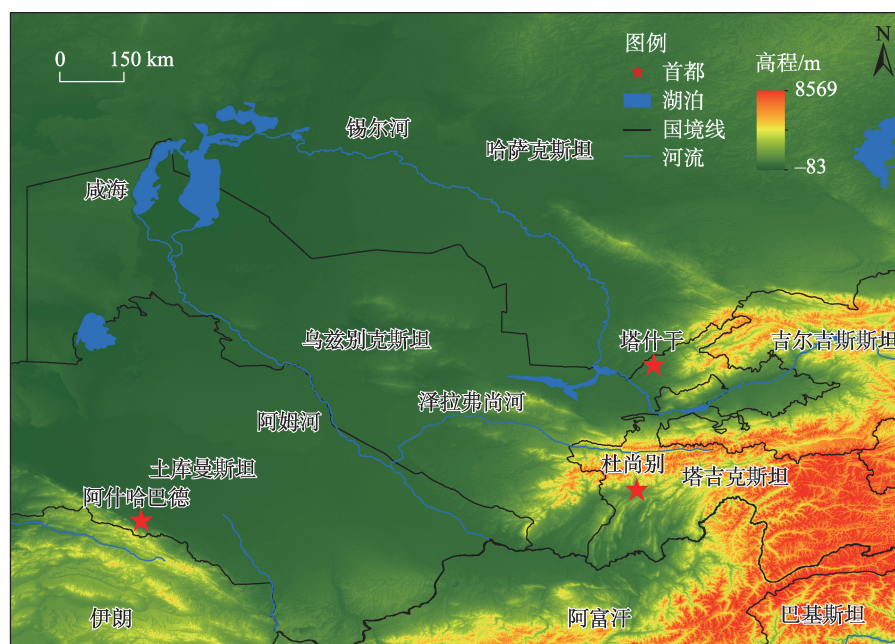 0 150 km
图例
首都
湖泊
国境线
河流
高程/m
8569
–83
N
锡尔河
哈萨克斯坦
咸海
乌兹别克斯坦
塔什干
吉尔吉斯斯坦
泽拉弗尚河
阿姆河
土库曼斯坦
杜尚别
塔吉克斯坦
阿什哈巴德
伊朗
阿富汗
巴基斯坦